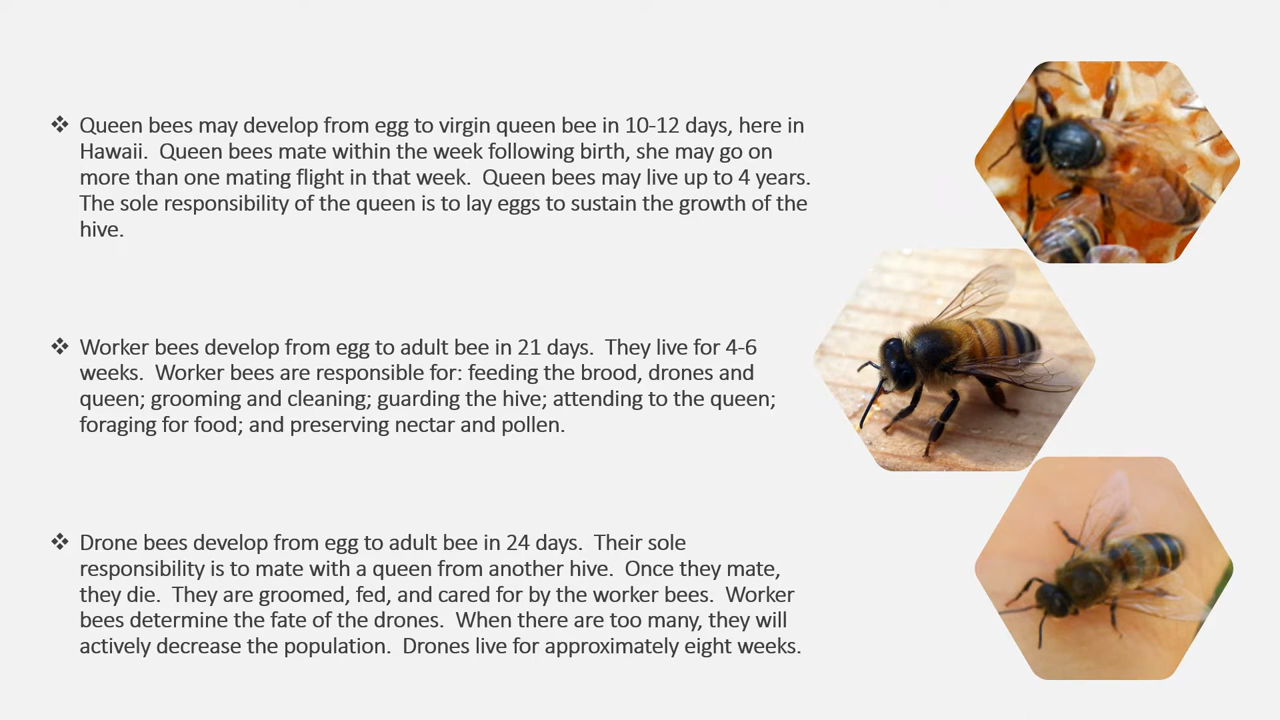 ❖ Queen bees may develop from egg to virgin queen bee in 10-12 days, here in
Hawaii.  Queen bees mate within the week following birth, she may go on
more than one mating flight in that week.  Queen bees may live up to 4 years.
The sole responsibility of the queen is to lay eggs to sustain the growth of the
hive.
❖ Worker bees develop from egg to adult bee in 21 days.  They live for 4-6
weeks.  Worker bees are responsible for: feeding the brood, drones and
queen; grooming and cleaning; guarding the hive; attending to the queen;
foraging for food; and preserving nectar and pollen.
❖ Drone bees develop from egg to adult bee in 24 days.  Their sole
responsibility is to mate with a queen from another hive.  Once they mate,
they die.  They are groomed, fed, and cared for by the worker bees.  Worker
bees determine the fate of the drones.  When there are too many, they will
actively decrease the population.  Drones live for approximately eight weeks.